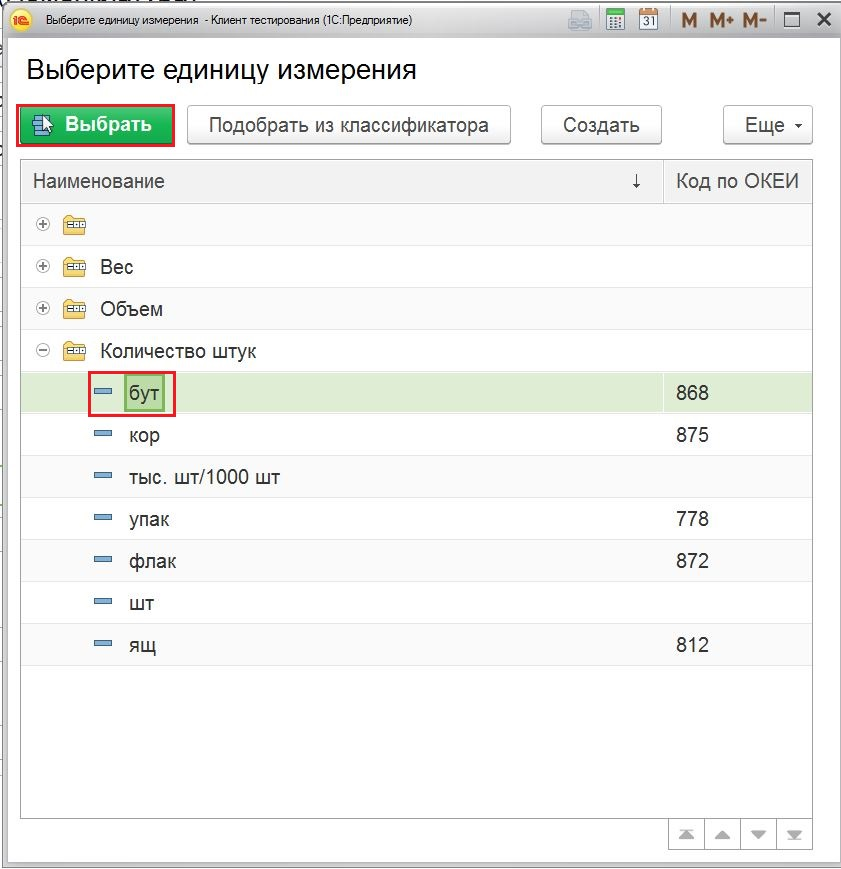 Выберите единицу измерения - Клиент тестирования (1С:Предприятие)
31 M M+ M-
Выберите единицу измерения
Выбрать Подобрать из классификатора Создать Еще
Наименование ↓ Код по ОКЕИ
Вес
Объем
Количество штук
бут 868
кор 875
тыс. шт/1000 шт
упак 778
флак 872
шт
ящ 812